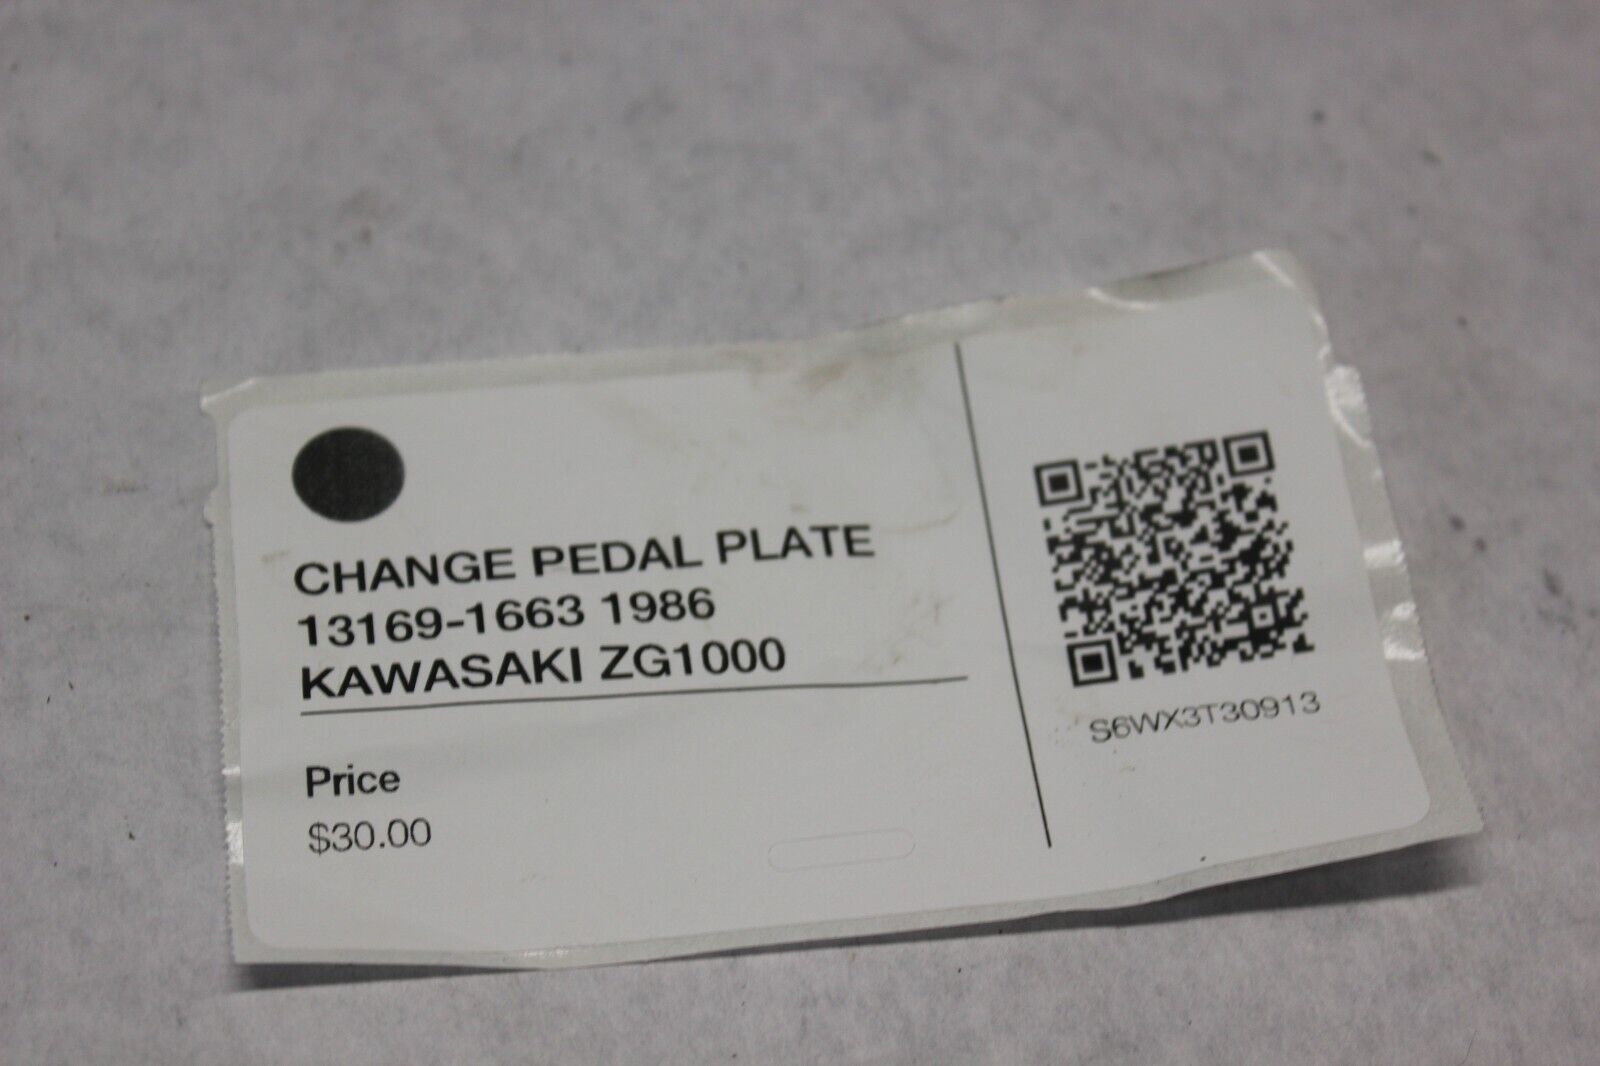 CHANGE PEDAL PLATE
13169-1663 1986
KAWASAKI ZG1000
Price
$30.00
S6WX3T30913